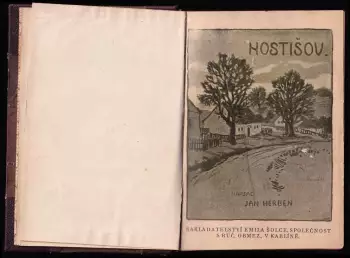 HOSTIŠOV.
NAPSAL
JAN HERBEN
NAKLADATELSTVÍ EMILA ŠOLCE, SPOLEČNOST
S RUČ. OBMEZ. V KARLÍNĚ.